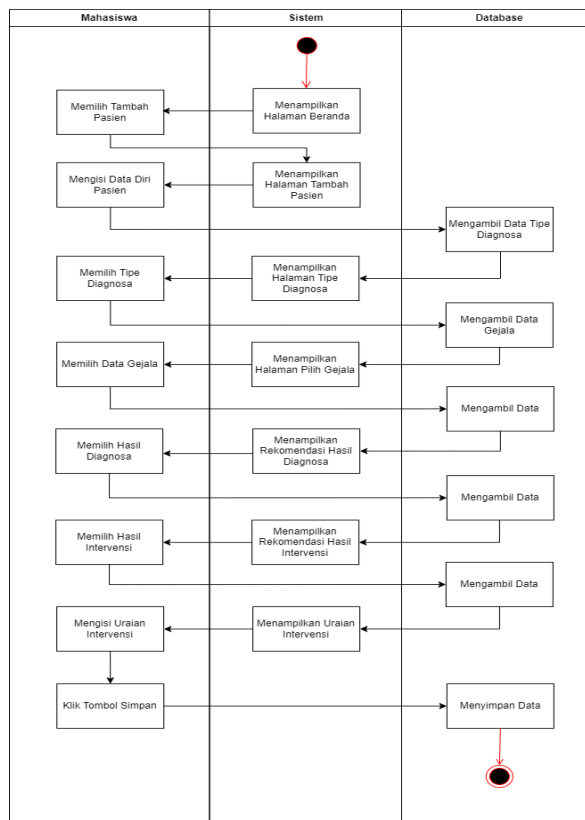 Mahasiswa
Sistem
Database
Memilih Tambah
Pasien
Menampilkan
Halaman Beranda
Mengisi Data Diri
Pasien
Menampilkan
Halaman Tambah
Pasien
Mengambil Data Tipe
Diagnosa
Memilih Tipe
Diagnosa
Menampilkan
Halaman Tipe
Diagnosa
Mengambil Data
Gejala
Memilih Data Gejala
Menampilkan
Halaman Pilih Gejala
Mengambil Data
Memilih Hasil
Diagnosa
Menampilkan
Rekomendasi Hasil
Diagnosa
Mengambil Data
Memilih Hasil
Intervensi
Menampilkan
Rekomendasi Hasil
Intervensi
Mengambil Data
Mengisi Uraian
Intervensi
Menampilkan Uraian
Intervensi
Klik Tombol Simpan
Menyimpan Data